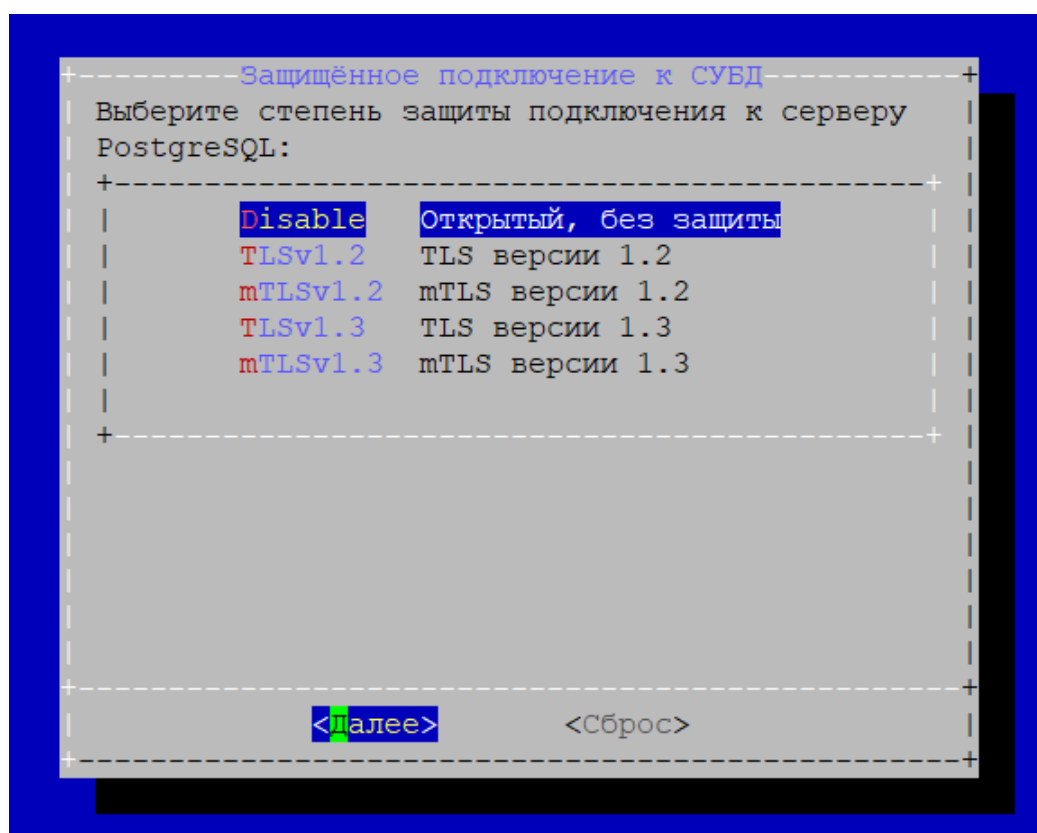 Защищённое подключение к СУБД
Выберите степень защиты подключения к серверу
PostgreSQL:
Disable Открытый, без защиты
TLSv1.2 TLS версии 1.2
mTLSv1.2 mTLS версии 1.2
TLSv1.3 TLS версии 1.3
mTLSv1.3 mTLS версии 1.3
<Далее> <Сброс>